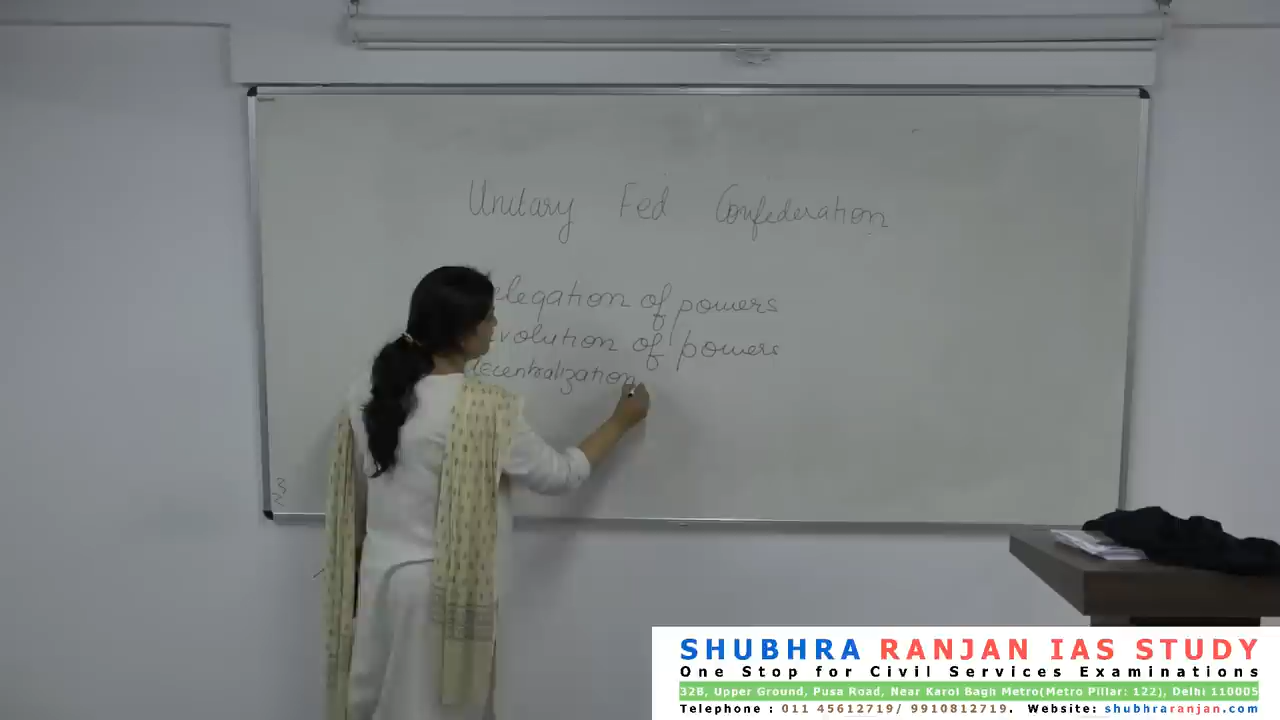 Unitary Fed Confederation
elegation of powers
volution of powers
decentralization
SHUBHRA RANJAN IAS STUDY
One Stop for Civil Services Examinations
32B, Upper Ground, Pusa Road, Near Karol Bagh Metro(Metro Pillar: 122), Delhi 110005
Telephone : 011 45612719/ 9910812719. Website: shubhraranjan.com